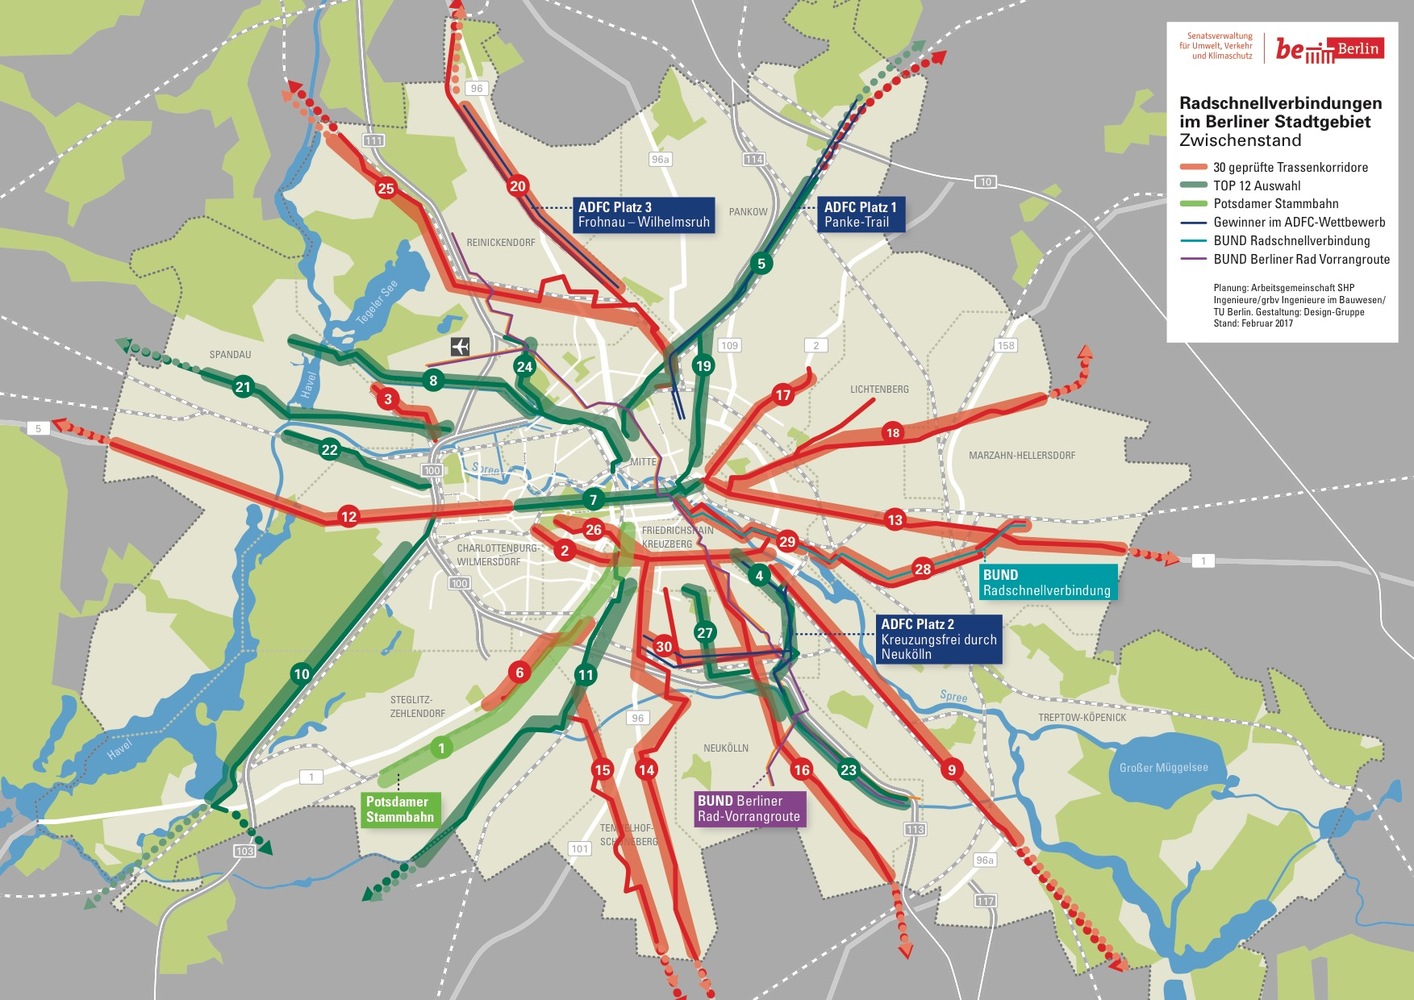 Senatsverwaltung
für Umwelt, Verkehr
und Klimaschutz
be Berlin
Radschnellverbindungen
im Berliner Stadtgebiet
Zwischenstand
30 geprüfte Trassenkorridore
TOP 12 Auswahl
Potsdamer Stammbahn
Gewinner im ADFC-Wettbewerb
BUND Radschnellverbindung
BUND Berliner Rad Vorrangroute
Planung: Arbeitsgemeinschaft SHP
Ingenieure/grbv Ingenieure im Bauwesen/
TU Berlin. Gestaltung: Design-Gruppe
Stand: Februar 2017
96
111
96a
114
10
25
20
ADFC Platz 3
Frohnau – Wilhelmsruh
ADFC Platz 1
Panke-Trail
PANKOW
REINICKENDORF
5
Tegeler See
109
2
158
SPANDAU
Havel
21
8
24
19
3
17
LICHTENBERG
18
5
22
100
Spree
MITTE
MARZAHN-HELLERSDORF
7
12
13
26
FRIEDRICHSHAIN
KREUZBERG
29
CHARLOTTENBURG-
WILMERSDORF
2
28
1
100
4
BUND
Radschnellverbindung
27
ADFC Platz 2
Kreuzungsfrei durch
Neukölln
30
10
6
11
STEGLITZ-
ZEHLENDORF
96
Spree
TREPTOW-KÖPENICK
Havel
1
NEUKÖLLN
Großer Müggelsee
1
15
14
16
23
9
Potsdamer
Stammbahn
BUND Berliner
Rad-Vorrangroute
TEMPELHOF-
SCHÖNEBERG
113
103
101
96a
117